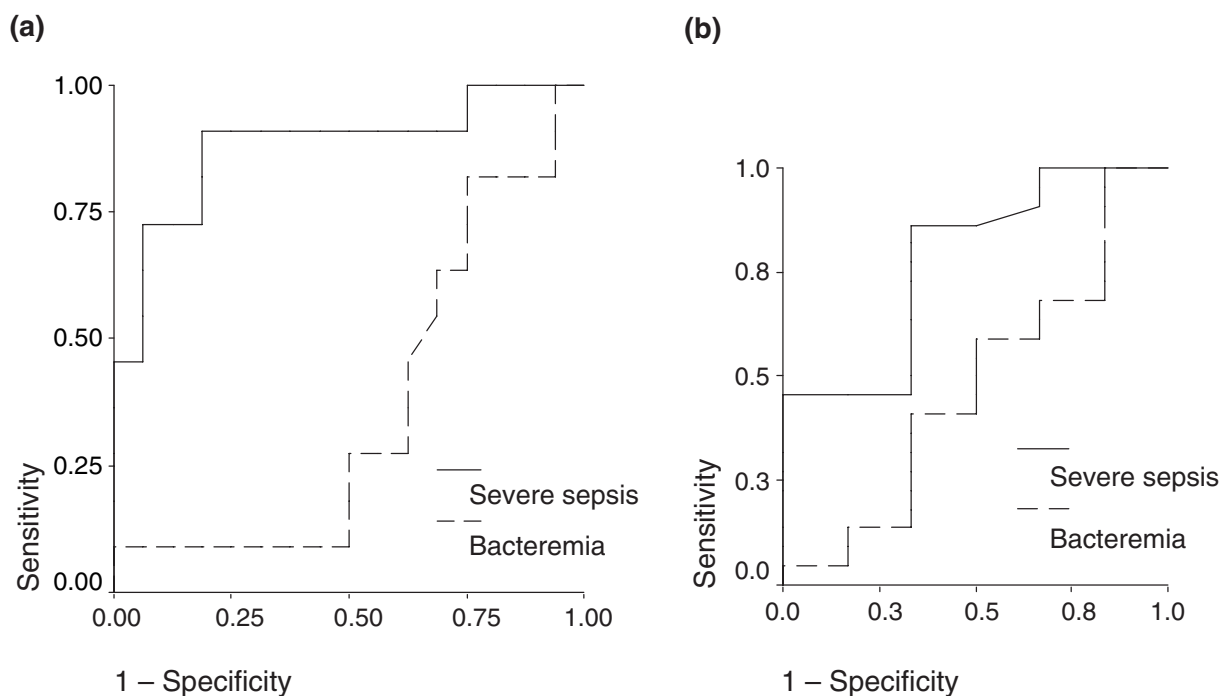 (a)
1.00
0.75
0.50
0.25
0.00
Sensitivity
Severe sepsis
Bacteremia
0.00 0.25 0.50 0.75 1.00
1 – Specificity
(b)
1.0
0.8
0.5
0.3
0.0
Sensitivity
Severe sepsis
Bacteremia
0.0 0.3 0.5 0.8 1.0
1 – Specificity